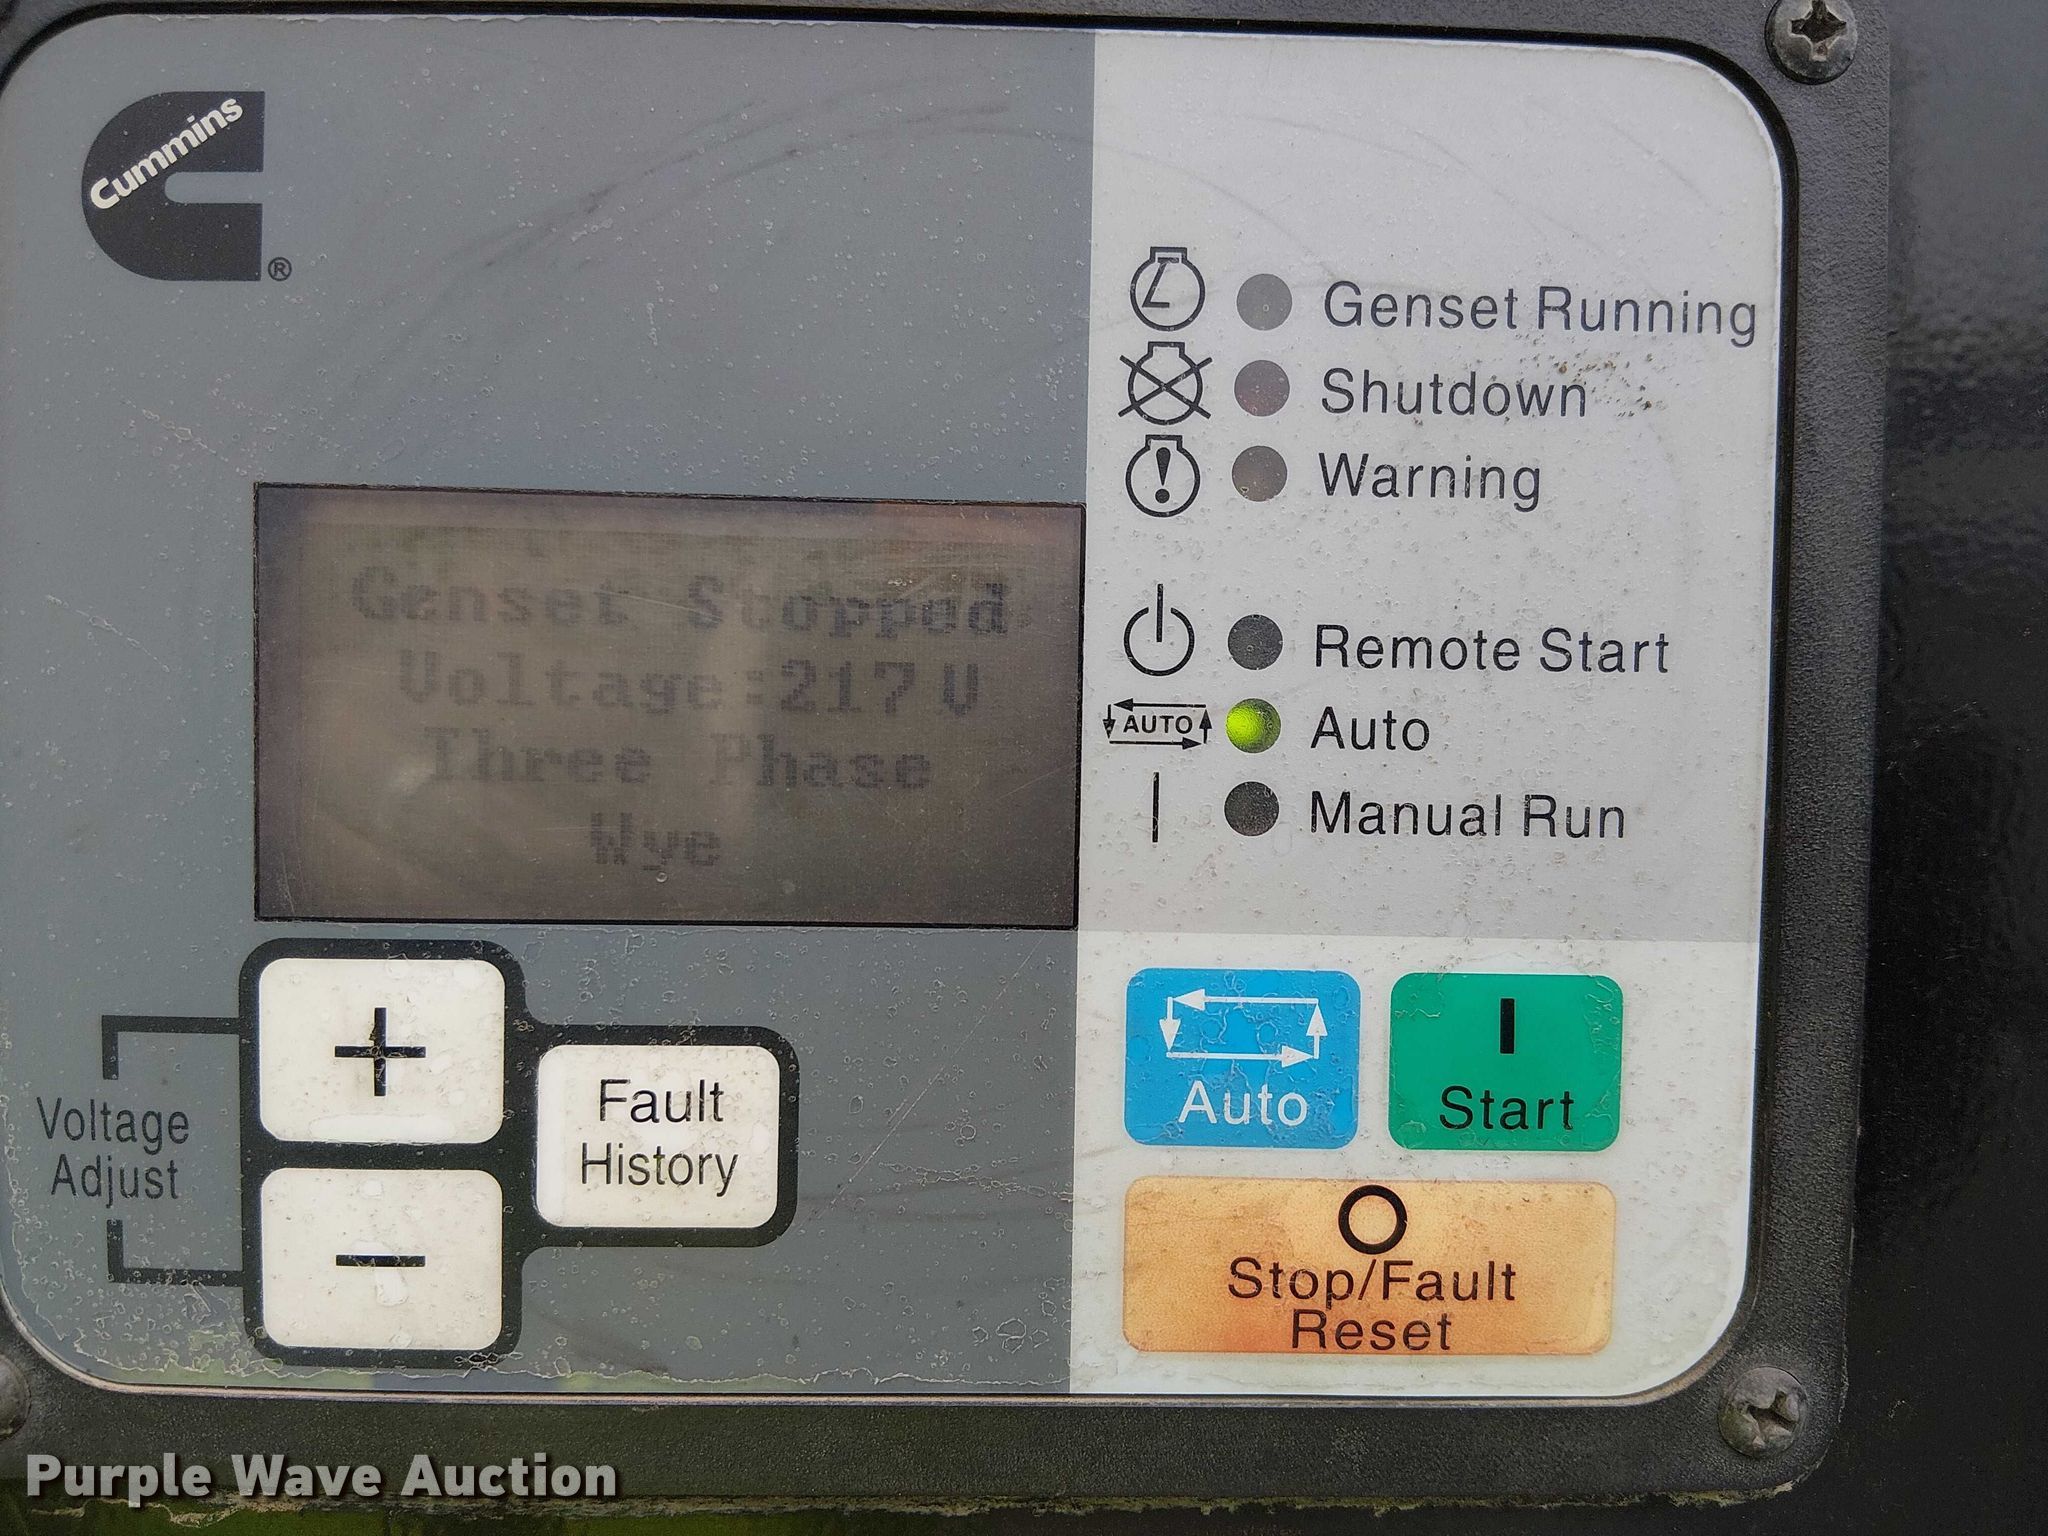 Cummins
®
Genset Running
Shutdown
Warning
Genset Stopped
Voltage:217 V
Three Phase
Wye
Remote Start
AUTO
Auto
Manual Run
+
Fault
History
Voltage
Adjust
-
Auto
Start
Stop/Fault
Reset
Purple Wave Auction